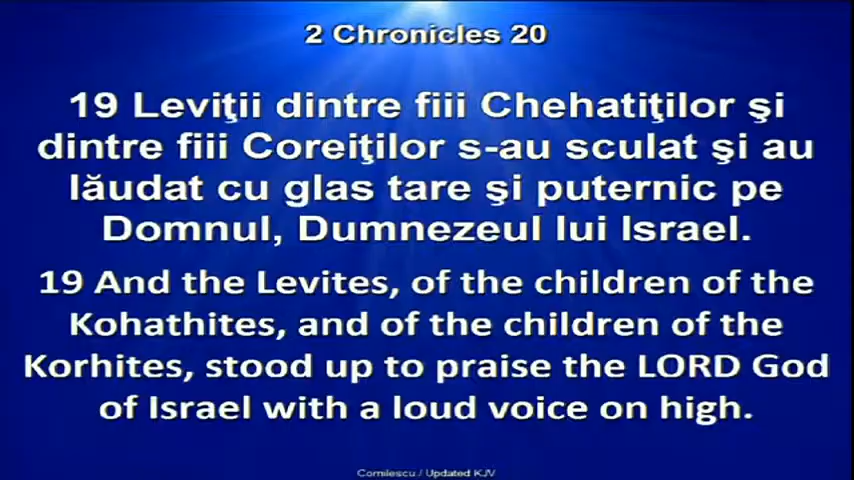 2 Chronicles 20
19 Leviţii dintre fiii Chehatiţilor şi
dintre fiii Coreiţilor s-au sculat şi au
lăudat cu glas tare şi puternic pe
Domnul, Dumnezeul lui Israel.
19 And the Levites, of the children of the
Kohathites, and of the children of the
Korhites, stood up to praise the LORD God
of Israel with a loud voice on high.
Cornilescu / Updated KJV